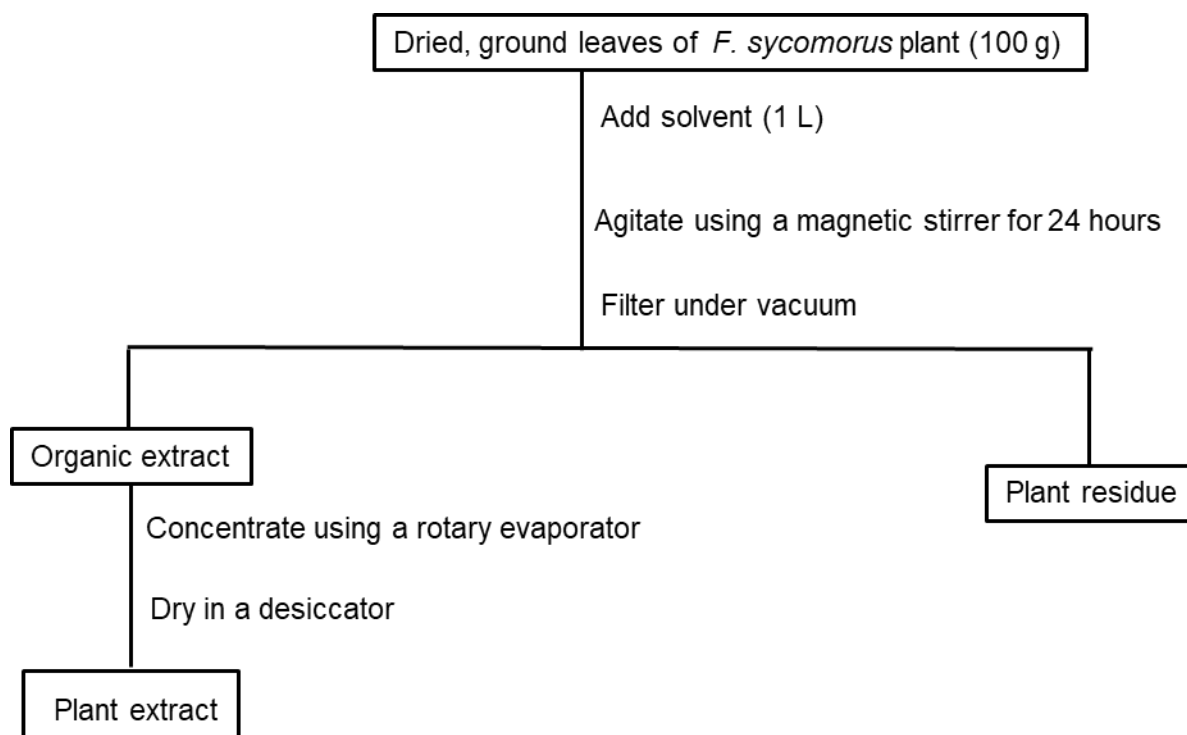 Dried, ground leaves of F. sycomorus plant (100 g)
Add solvent (1 L)
Agitate using a magnetic stirrer for 24 hours
Filter under vacuum
Organic extract
Plant residue
Concentrate using a rotary evaporator
Dry in a desiccator
Plant extract